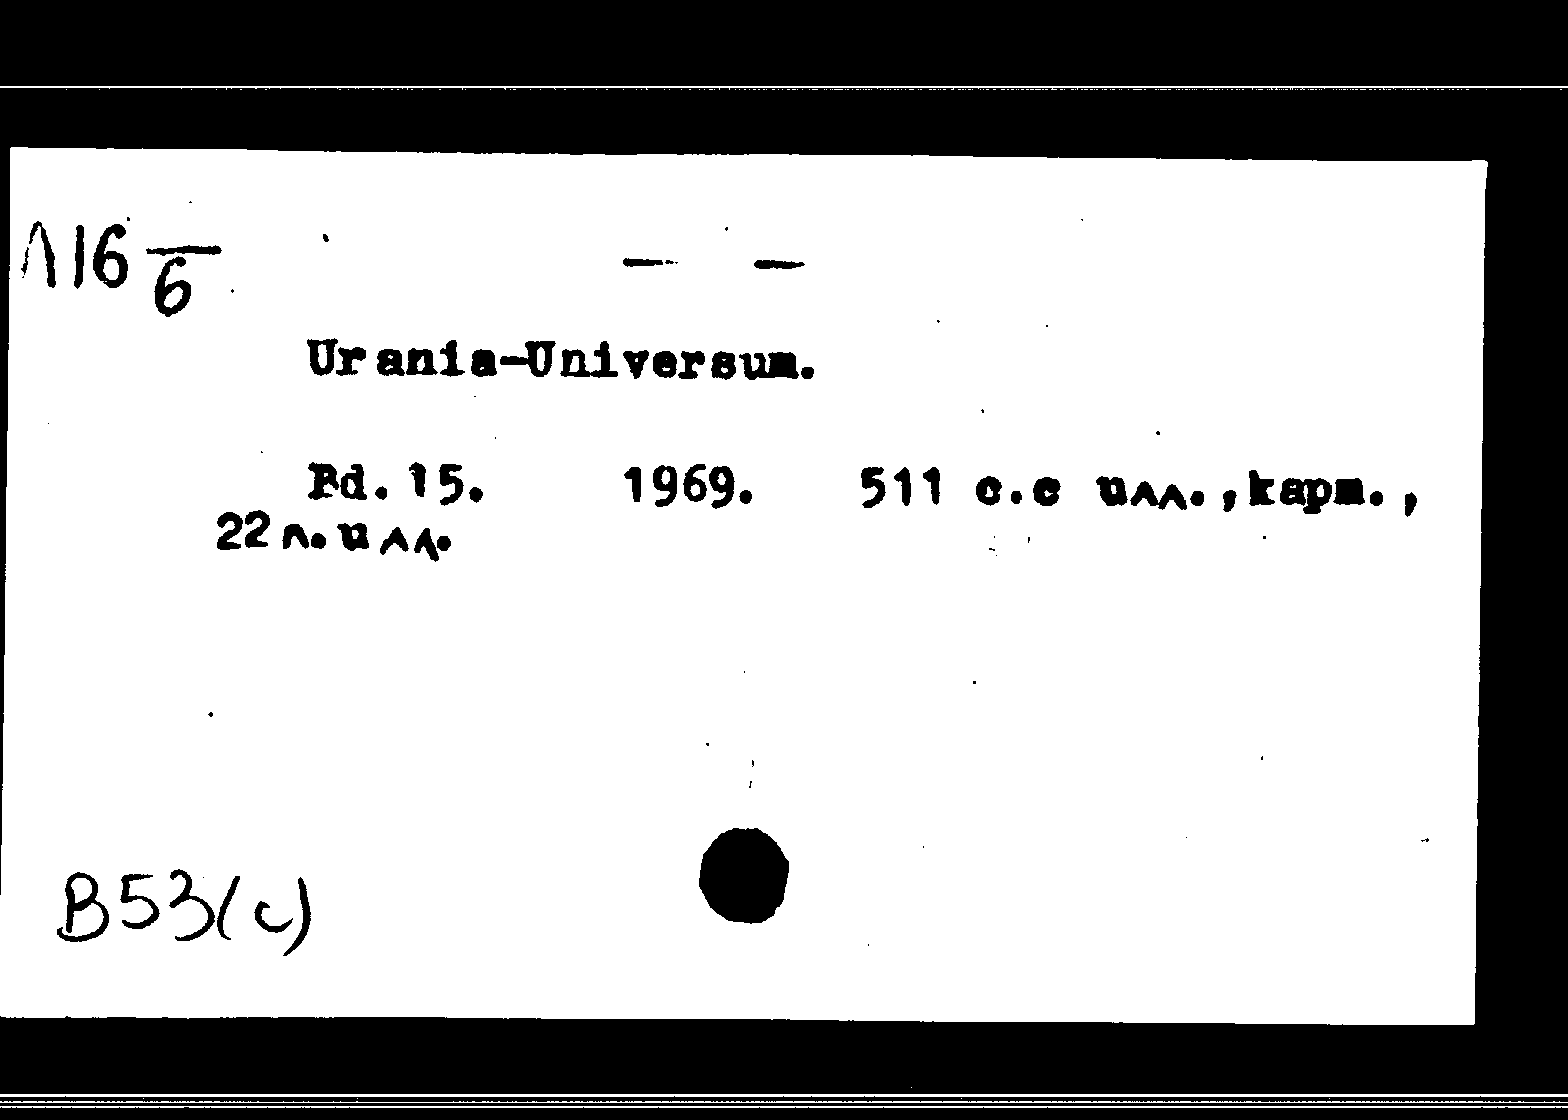 Л16 —/6
— —
Urania-Universum.
Bd. 15. 1969. 511 с.с илл., карт.,
22 л. илл.
B53(c)